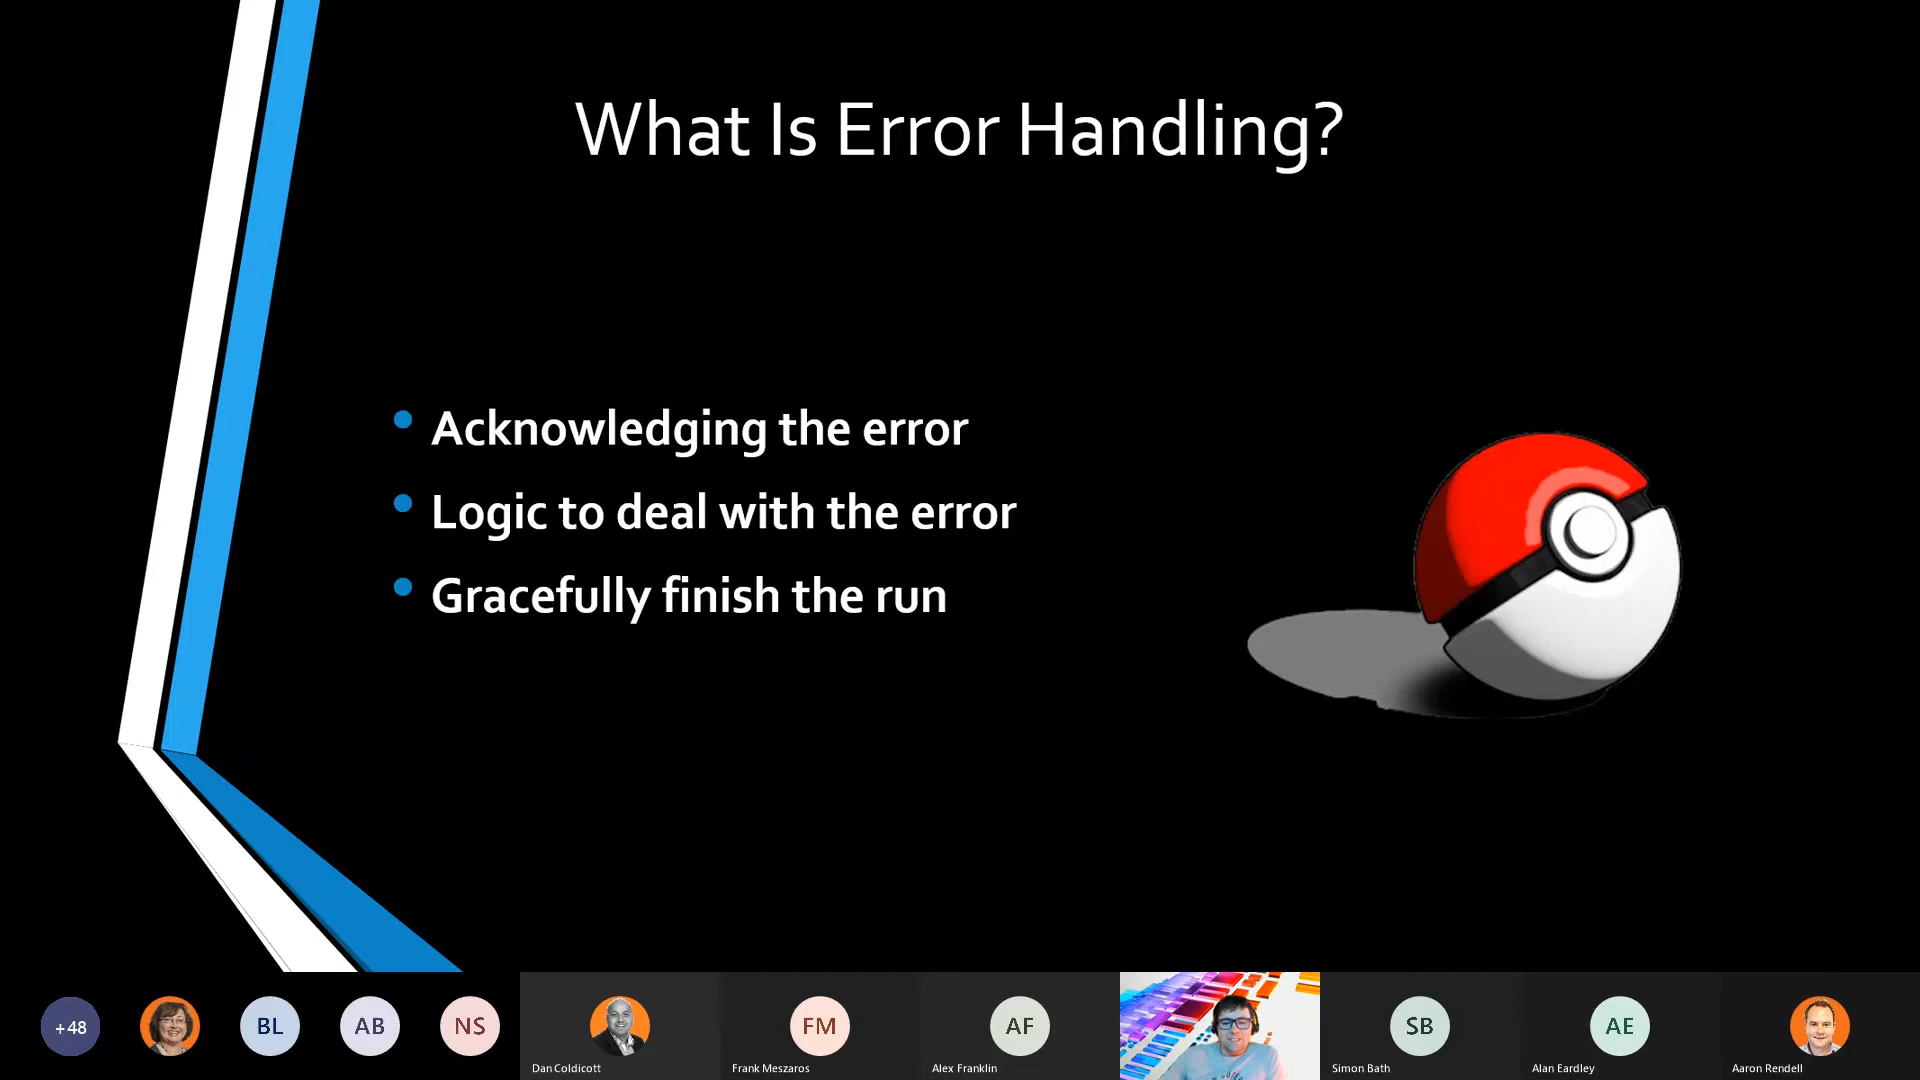 What Is Error Handling?
Acknowledging the error
Logic to deal with the error
Gracefully finish the run
+48
BL
AB
NS
Dan Coldicott
FM
Frank Meszaros
AF
Alex Franklin
SB
Simon Bath
AE
Alan Eardley
Aaron Rendell